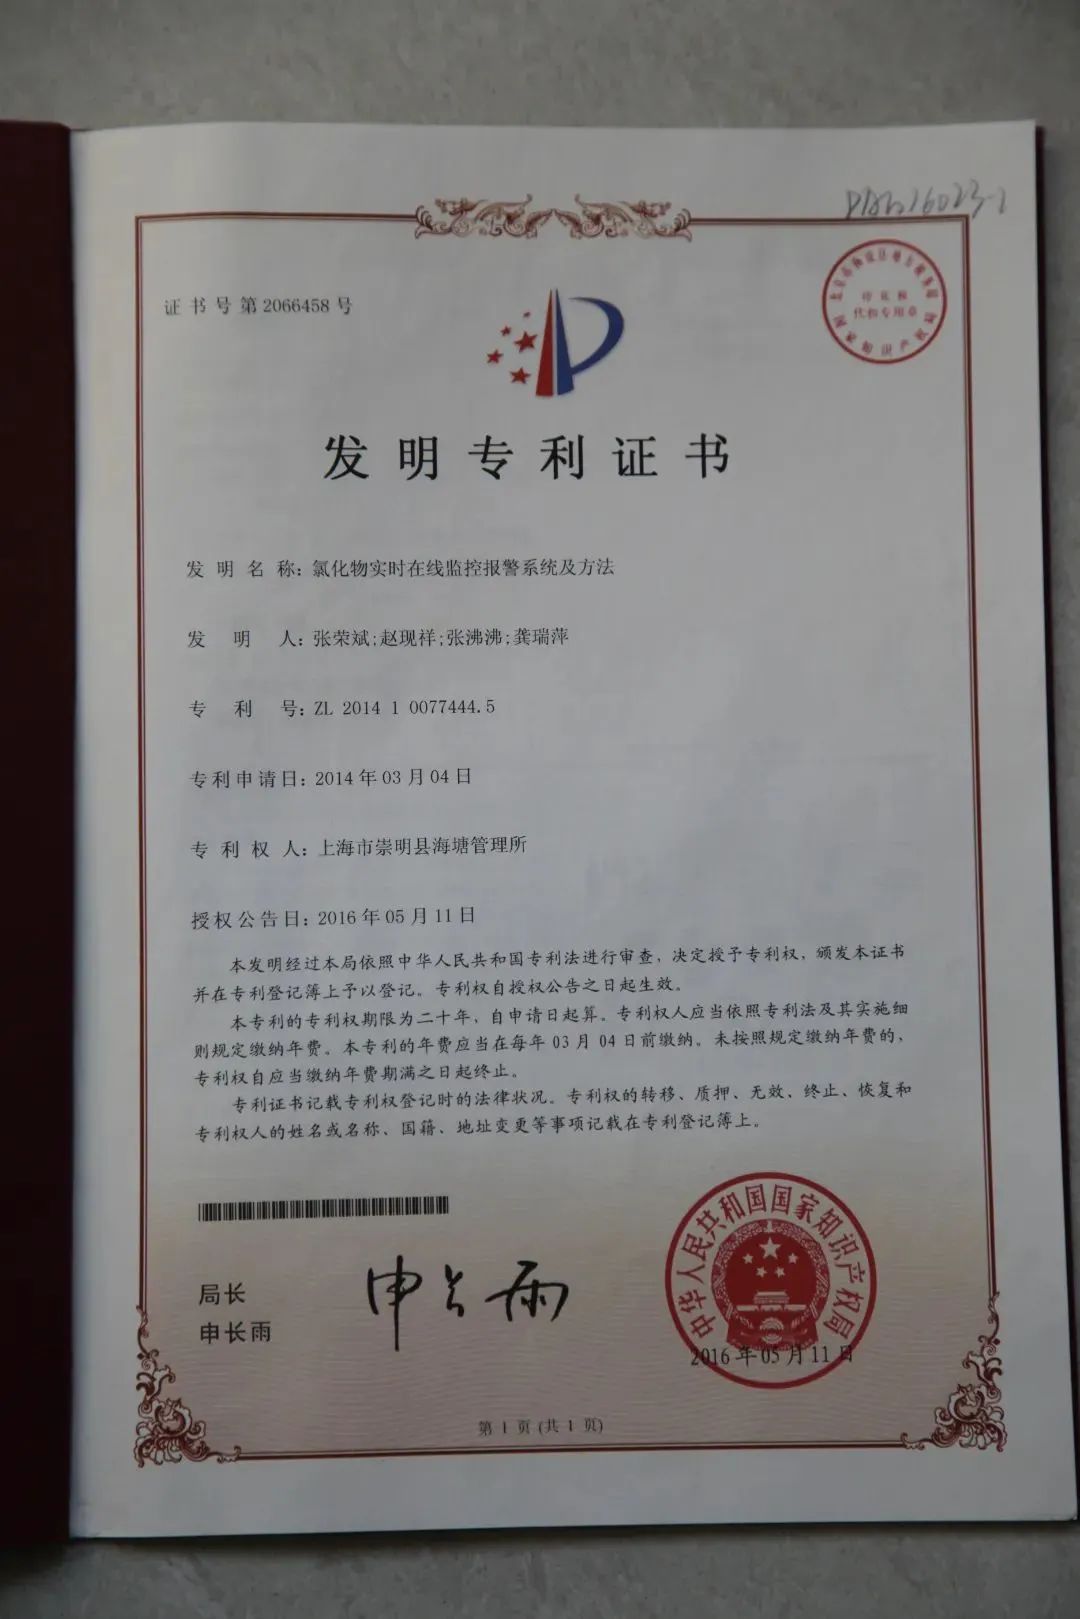 证书号第2066458号
印花税
代扣专用章
国家知识产权局
发明专利证书
发明名称：氯化物实时在线监控报警系统及方法
发明人：张荣斌;赵现祥;张沸沸;龚瑞萍
专利号：ZL 2014 1 0077444.5
专利申请日：2014年03月04日
专利权人：上海市崇明县海塘管理所
授权公告日：2016年05月11日
本发明经过本局依照中华人民共和国专利法进行审查，决定授予专利权，颁发本证书
并在专利登记簿上予以登记。专利权自授权公告之日起生效。
本专利的专利权期限为二十年，自申请日起算。专利权人应当依照专利法及其实施细
则规定缴纳年费。本专利的年费应当在每年03月04日前缴纳。未按照规定缴纳年费的，
专利权自应当缴纳年费期满之日起终止。
专利证书记载专利权登记时的法律状况。专利权的转移、质押、无效、终止、恢复和
专利权人的姓名或名称、国籍、地址变更等事项记载在专利登记簿上。
局长
申长雨
申长雨
中华人民共和国国家知识产权局
2016年05月11日
第1页(共1页)